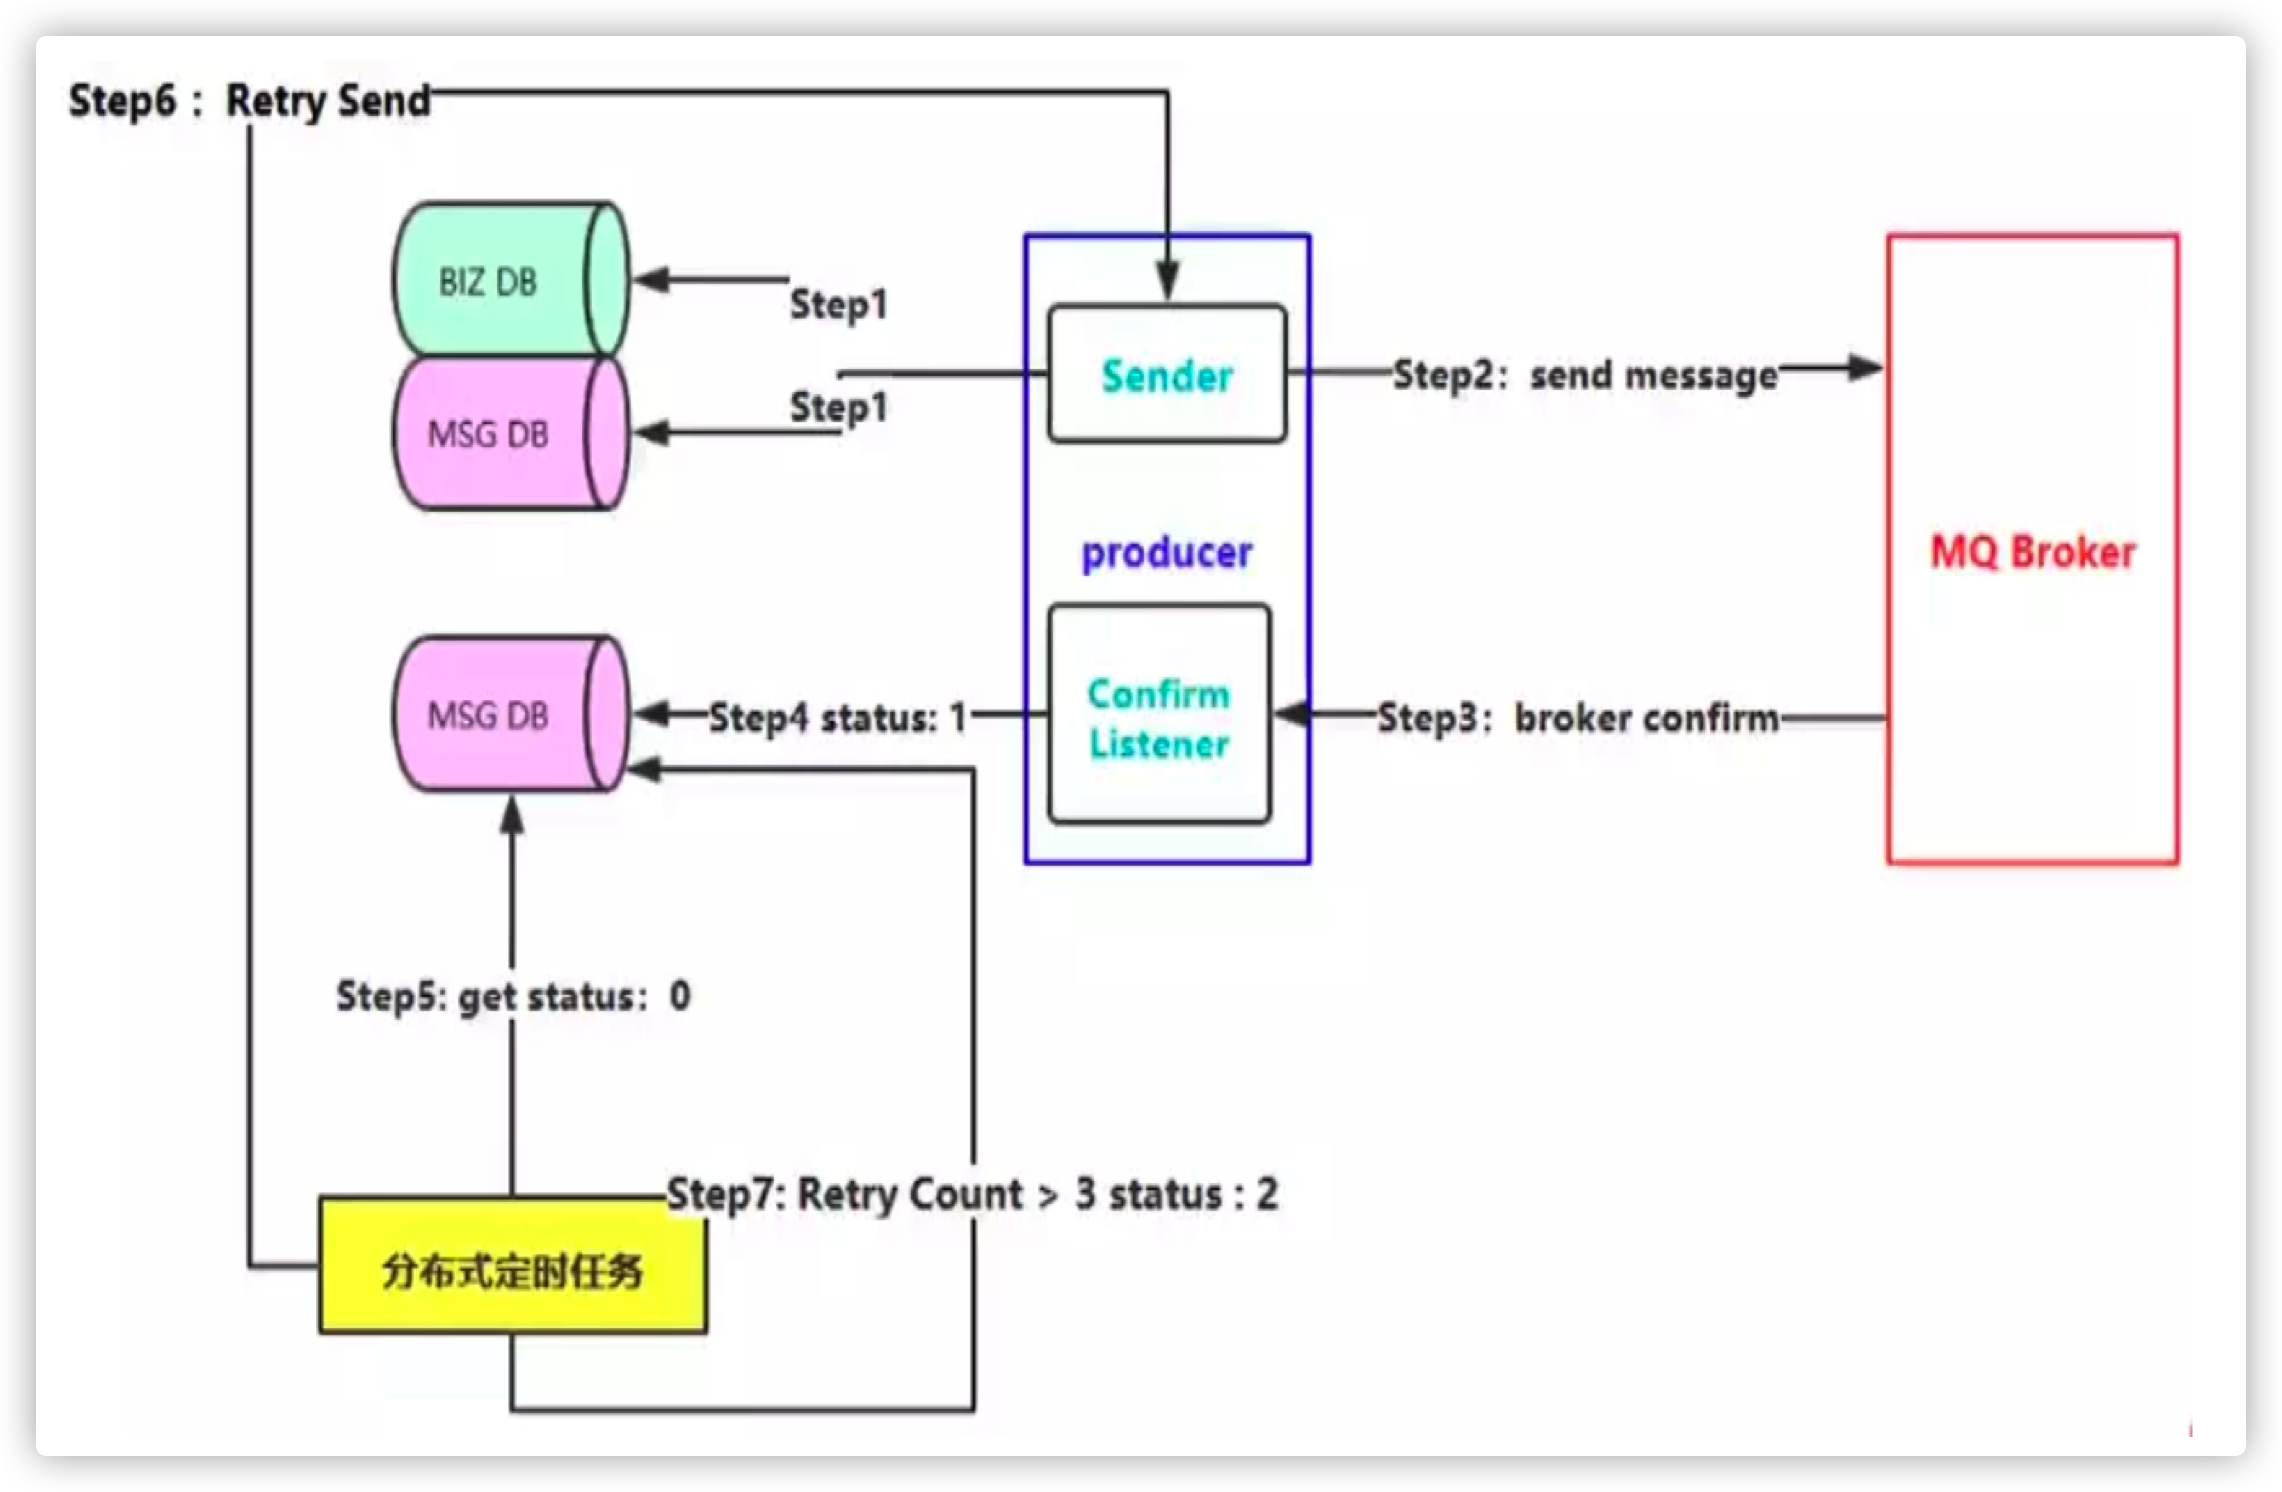 Step6： Retry Send
BIZ DB
Step1
MSG DB
Step1
Sender
Step2：send message
producer
MQ Broker
MSG DB
Step4 status: 1
Confirm
Listener
Step3：broker confirm
Step5: get status：0
Step7: Retry Count > 3 status : 2
分布式定时任务